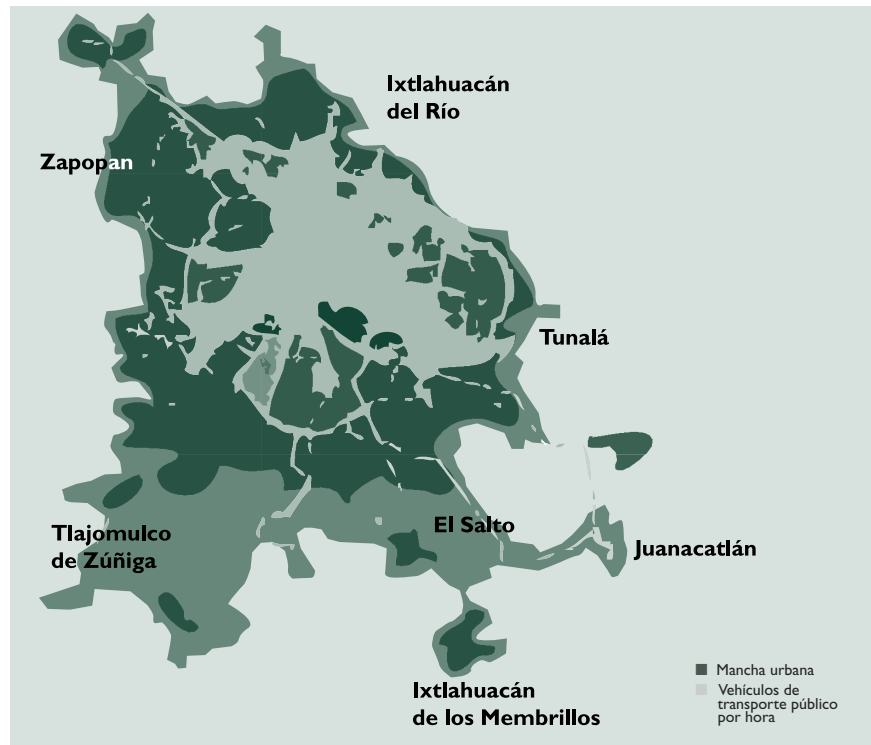 Ixtlahuacán
del Río
Zapopan
Tunalá
Tlajomulco
de Zúñiga
El Salto
Juanacatlán
Ixtlahuacán
de los Membrillos
Mancha urbana
Vehículos de
transporte público
por hora